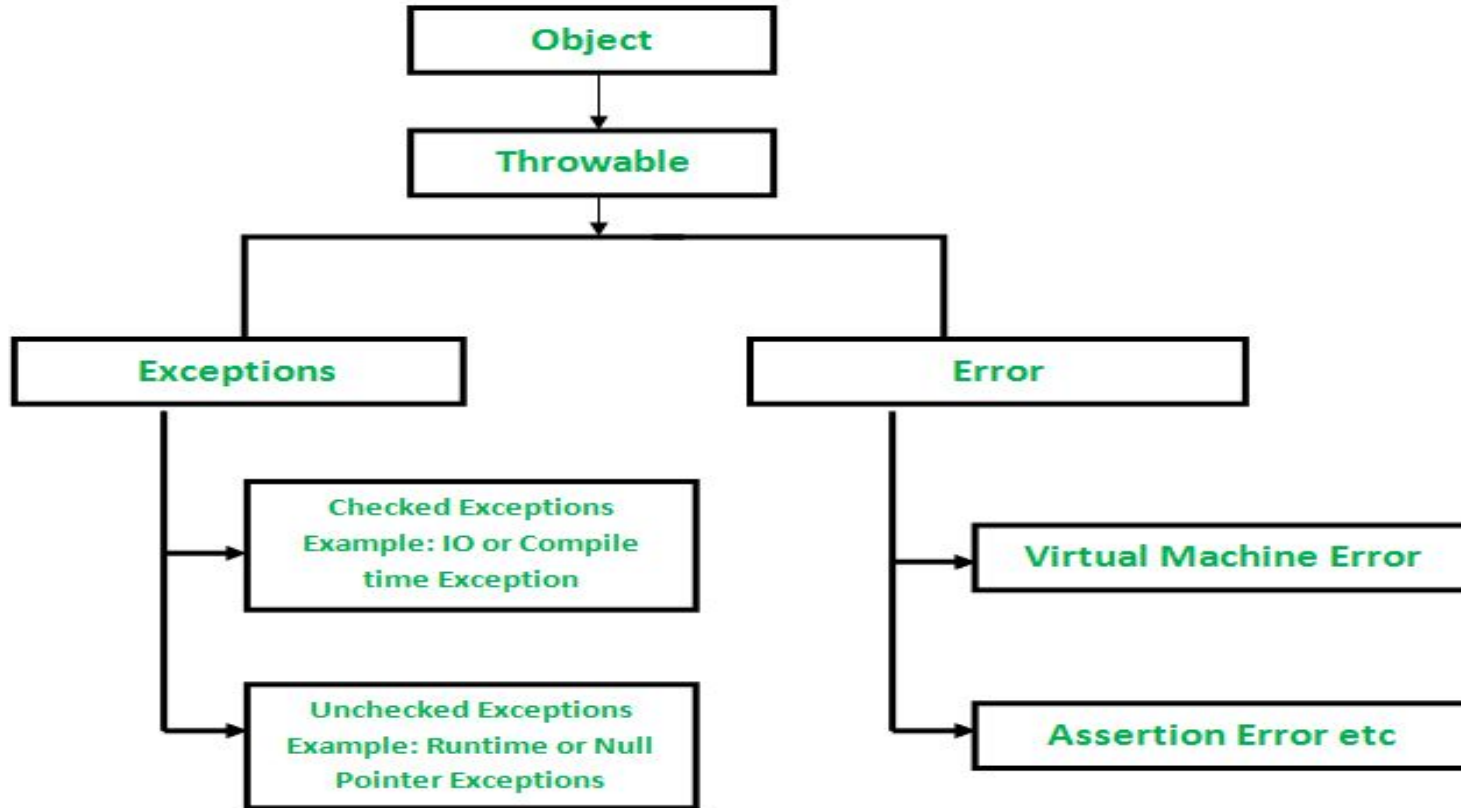 Object
Throwable
Exceptions
Error
Checked Exceptions
Example: IO or Compile
time Exception
Virtual Machine Error
Unchecked Exceptions
Example: Runtime or Null
Pointer Exceptions
Assertion Error etc